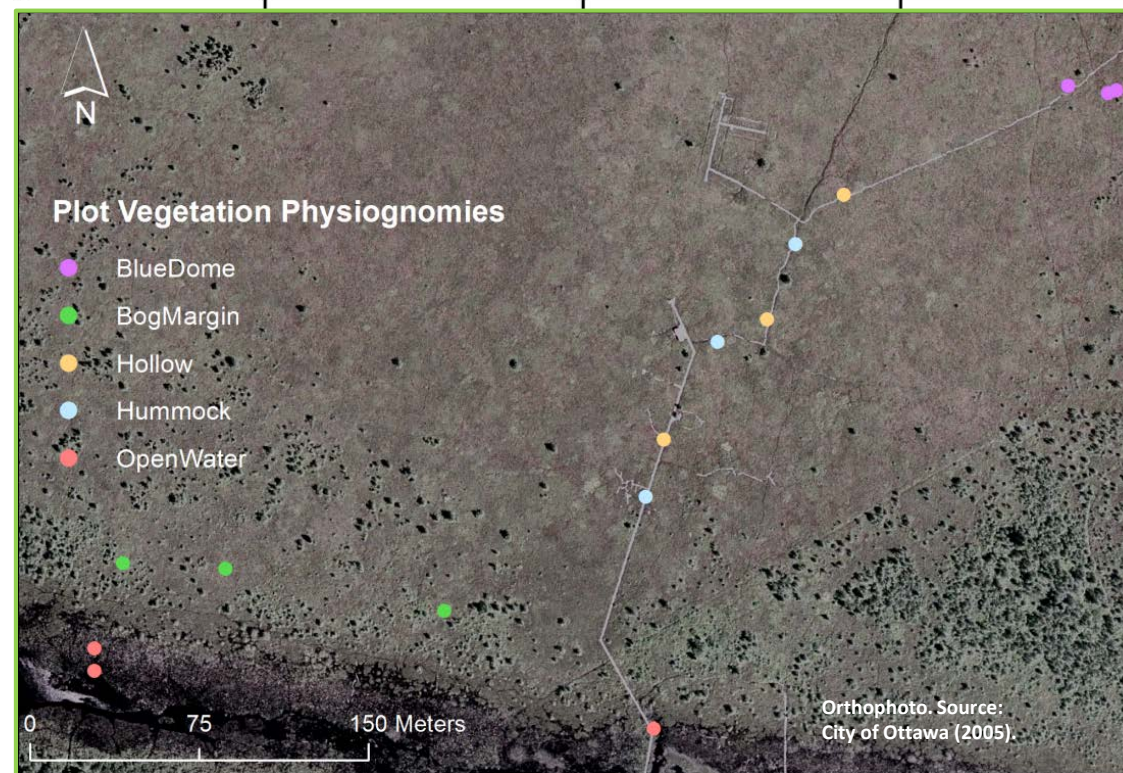 N
Plot Vegetation Physiognomies
BlueDome
BogMargin
Hollow
Hummock
OpenWater
0 75 150 Meters
Orthophoto. Source:
City of Ottawa (2005).